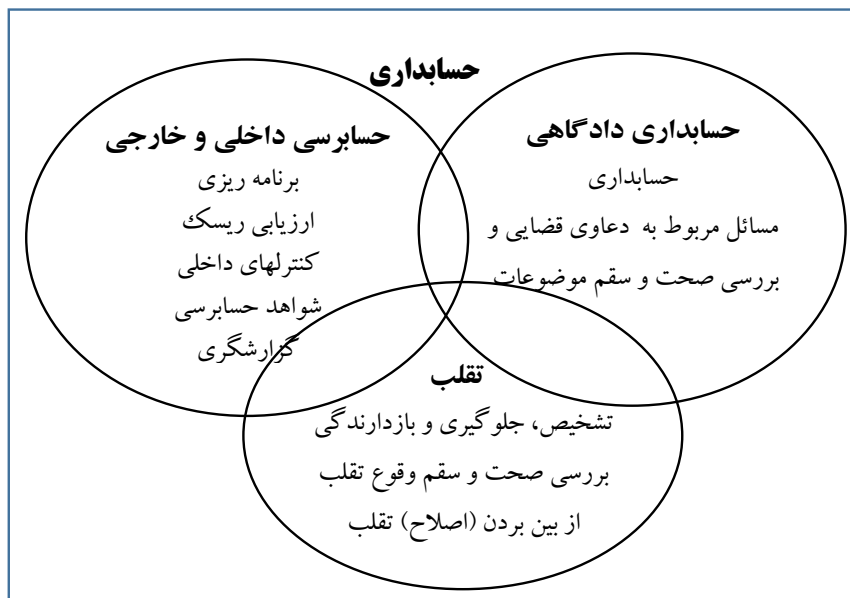 حسابداری
حسابداری دادگاهی
حسابداری
مسائل مربوط به دعاوی قضایی و
بررسی صحت و سقم موضوعات
حسابرسی داخلی و خارجی
برنامه ریزی
ارزیابی ریسک
کنترلهای داخلی
شواهد حسابرسی
گزارشگری
تقلب
تشخیص، جلوگیری و بازدارندگی
بررسی صحت و سقم وقوع تقلب
از بین بردن (اصلاح) تقلب